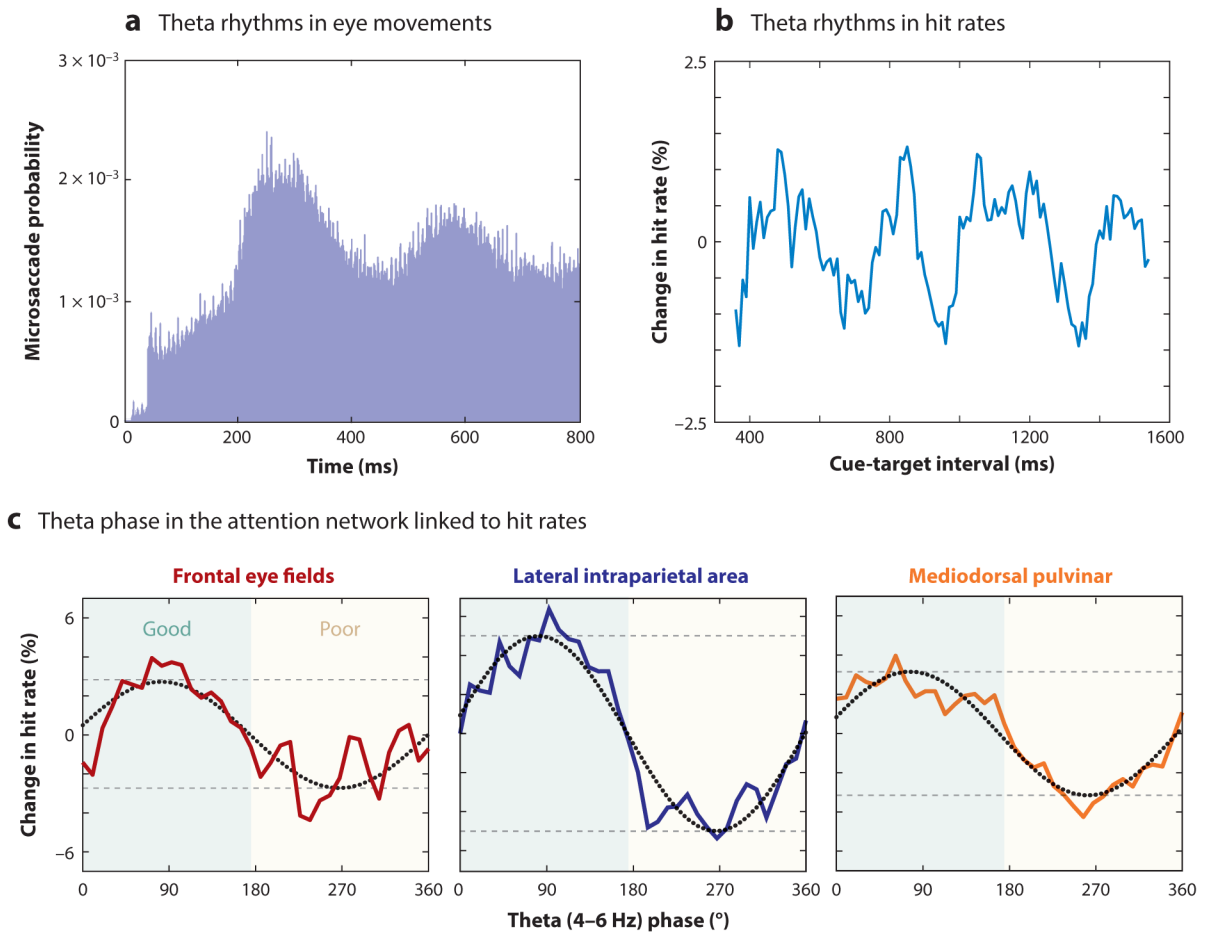 a Theta rhythms in eye movements
3 × 10⁻³
2 × 10⁻³
1 × 10⁻³
0
Microsaccade probability
0 200 400 600 800
Time (ms)
b Theta rhythms in hit rates
2.5
0
−2.5
Change in hit rate (%)
400 800 1200 1600
Cue-target interval (ms)
c Theta phase in the attention network linked to hit rates
Frontal eye fields
Good Poor
6
0
−6
Change in hit rate (%)
0 90 180 270 360
Lateral intraparietal area
0 90 180 270 360
Mediodorsal pulvinar
0 90 180 270 360
Theta (4–6 Hz) phase (°)